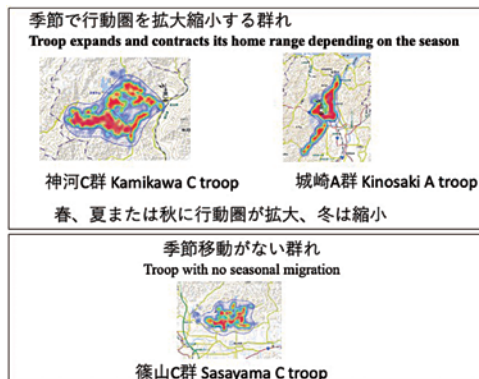 季節で行動圏を拡大縮小する群れ
Troop expands and contracts its home range depending on the season
神河C群 Kamikawa C troop
城崎A群 Kinosaki A troop
春、夏または秋に行動圏が拡大、冬は縮小
季節移動がない群れ
Troop with no seasonal migration
篠山C群 Sasayama C troop